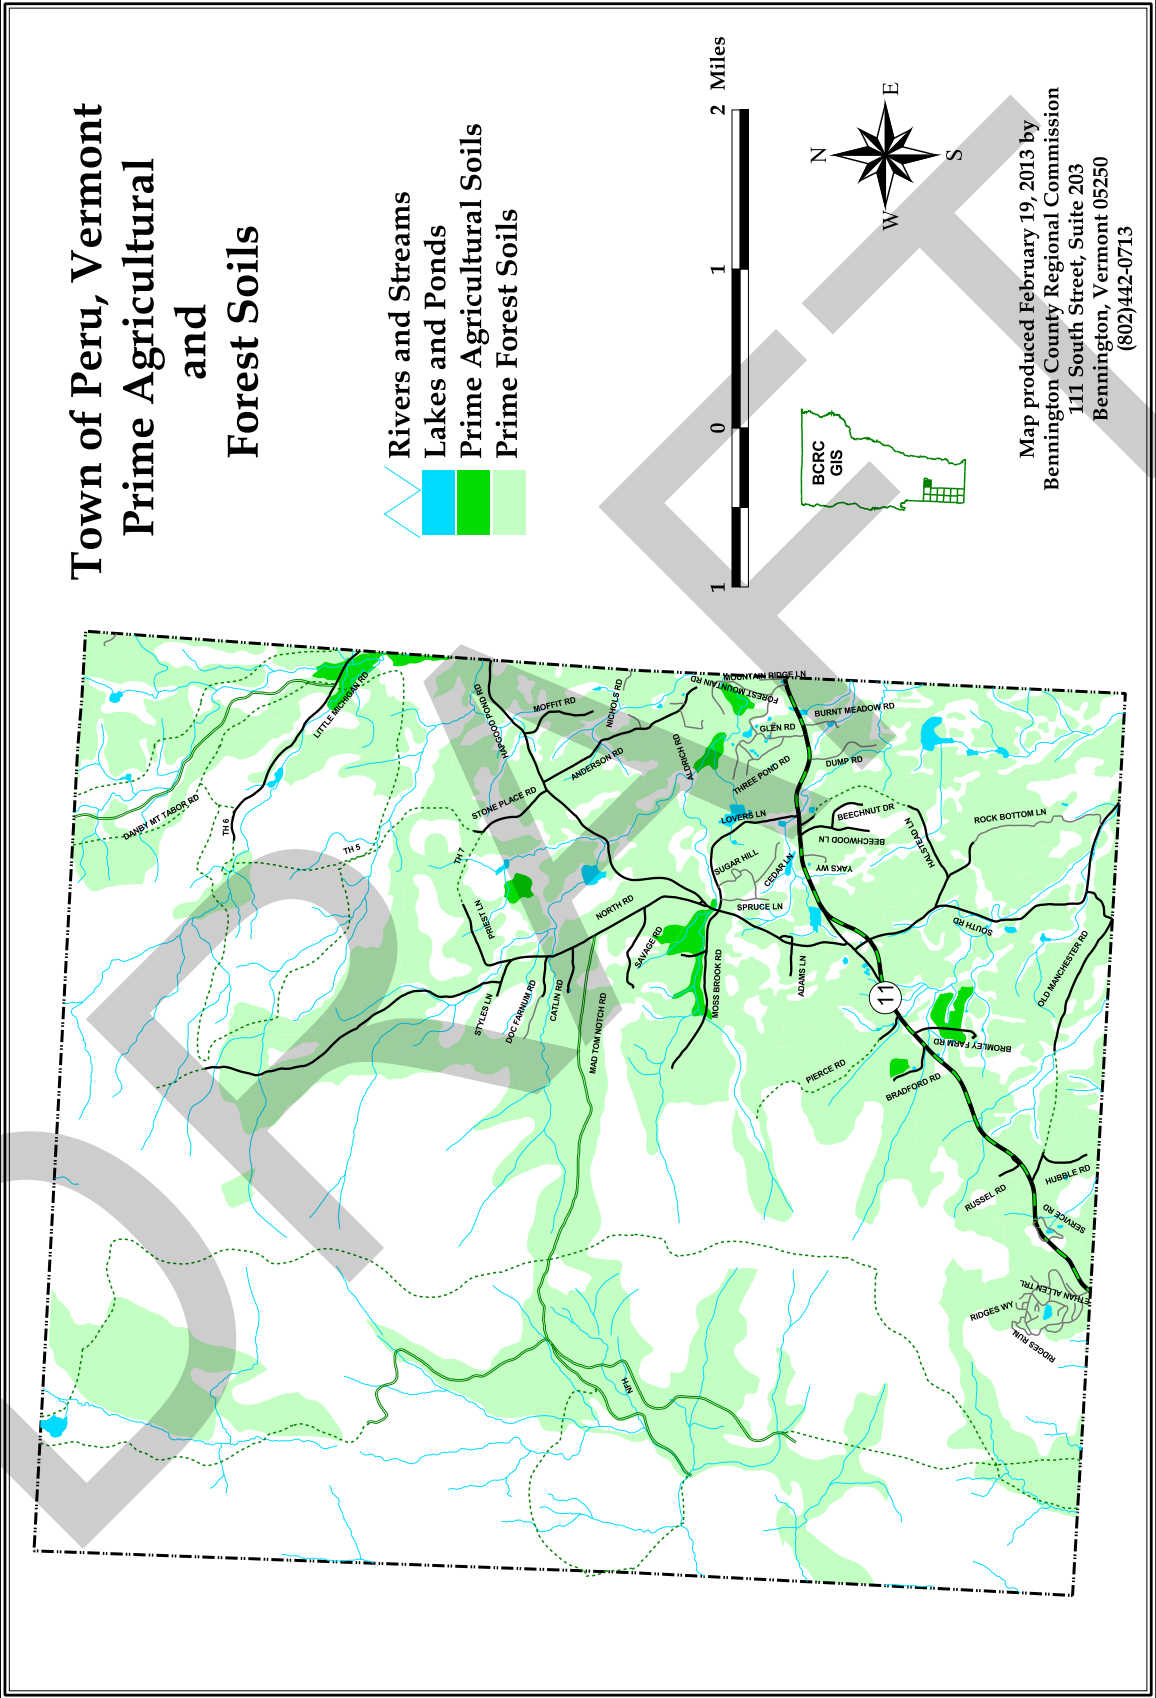 Town of Peru, Vermont
Prime Agricultural
and
Forest Soils
Rivers and Streams
Lakes and Ponds
Prime Agricultural Soils
Prime Forest Soils
1
0
1
2
Miles
N
E
S
W
BCRC
GIS
Map produced February 19, 2013 by
Bennington County Regional Commission
111 South Street, Suite 203
Bennington, Vermont 05250
(802)442-0713
DRAFT
LITTLE MICHIGAN RD
DANBY MT TABOR RD
TH 6
TH 5
TH 7
HAPGOOD POND RD
MOFFIT RD
NICHOLS RD
ANDERSON RD
STONE PLACE RD
ALDRICH RD
FOREST MOUNTAIN RD
MOUNTAIN RIDGE LN
BURNT MEADOW RD
GLEN RD
THREE POND RD
DUMP RD
LOVERS LN
BEECHNUT DR
BEECHWOOD LN
HALSTEAD LN
ROCK BOTTOM LN
SUGAR HILL
CEDAR LN
YAKS WY
SPRUCE LN
NORTH RD
PRIEST LN
SAVAGE RD
MOSS BROOK RD
ADAMS LN
SOUTH RD
OLD MANCHESTER RD
STYLES LN
DOC FARNUM RD
CATLIN RD
MAD TOM NOTCH RD
11
BROMLEY FARM RD
PIERCE RD
BRADFORD RD
RUSSEL RD
HUBBLE RD
SERVICE RD
ETHAN ALLEN TRL
RIDGES WY
RIDGES RUN
NFH